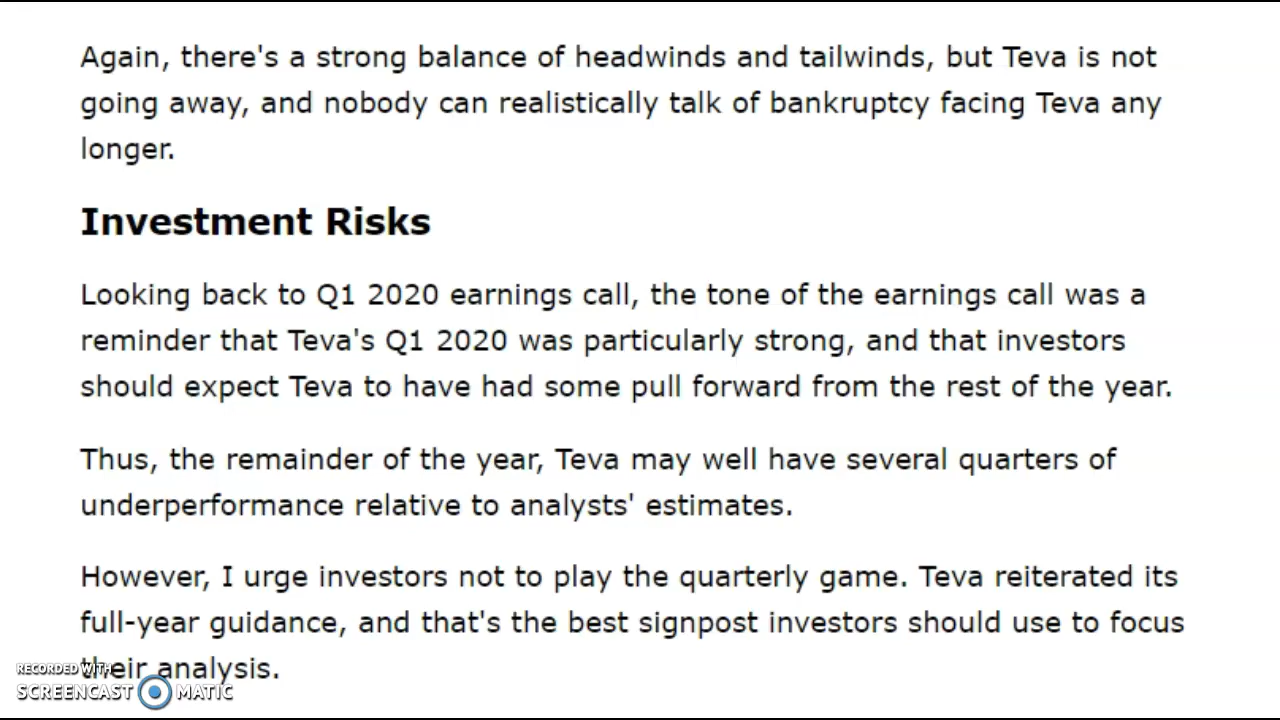 Again, there's a strong balance of headwinds and tailwinds, but Teva is not
going away, and nobody can realistically talk of bankruptcy facing Teva any
longer.
Investment Risks
Looking back to Q1 2020 earnings call, the tone of the earnings call was a
reminder that Teva's Q1 2020 was particularly strong, and that investors
should expect Teva to have had some pull forward from the rest of the year.
Thus, the remainder of the year, Teva may well have several quarters of
underperformance relative to analysts' estimates.
However, I urge investors not to play the quarterly game. Teva reiterated its
full-year guidance, and that's the best signpost investors should use to focus
their analysis.
RECORDED WITH
SCREENCAST MATIC